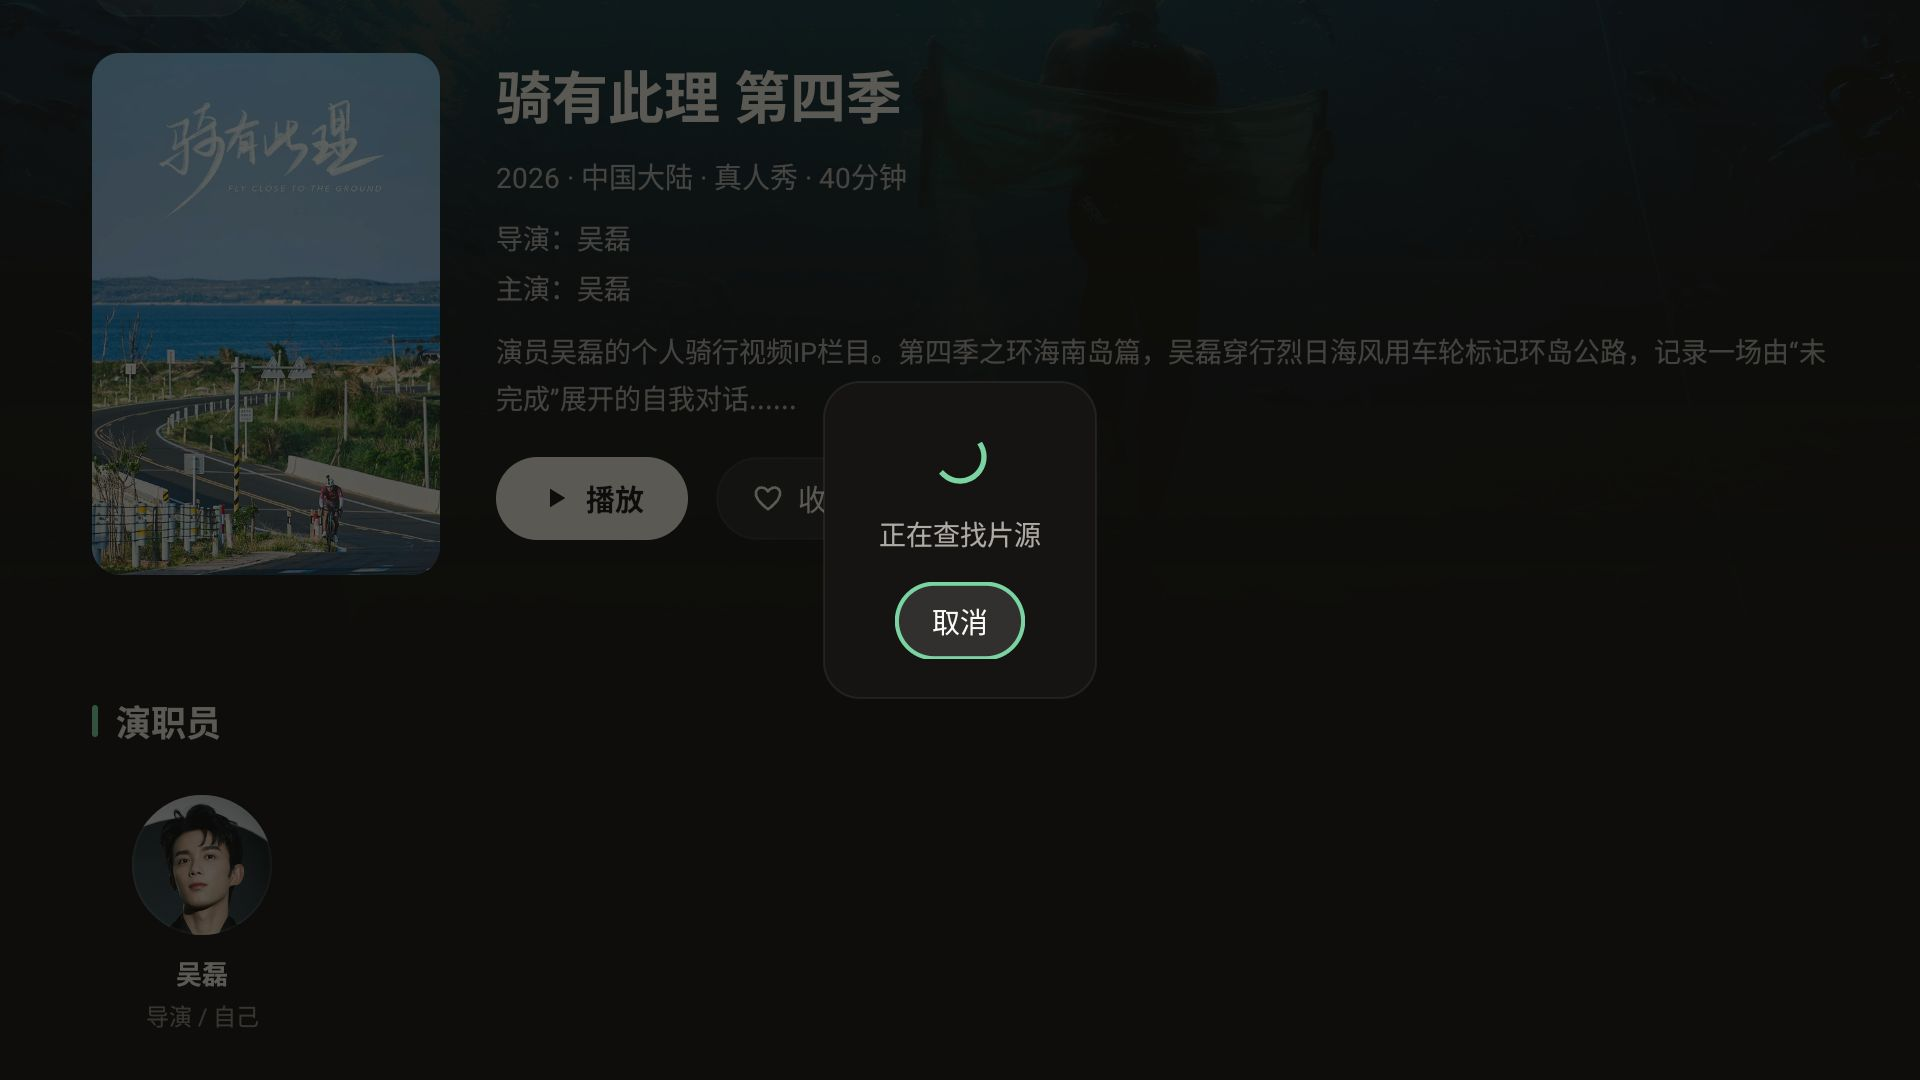 骑有此理
FLY CLOSE TO THE GROUND
骑有此理 第四季
2026 · 中国大陆 · 真人秀 · 40分钟
导演：吴磊
主演：吴磊
演员吴磊的个人骑行视频IP栏目。第四季之环海南岛篇，吴磊穿行烈日海风用车轮标记环岛公路，记录一场由“未
完成”展开的自我对话……
播放
收
正在查找片源
取消
演职员
吴磊
导演 / 自己